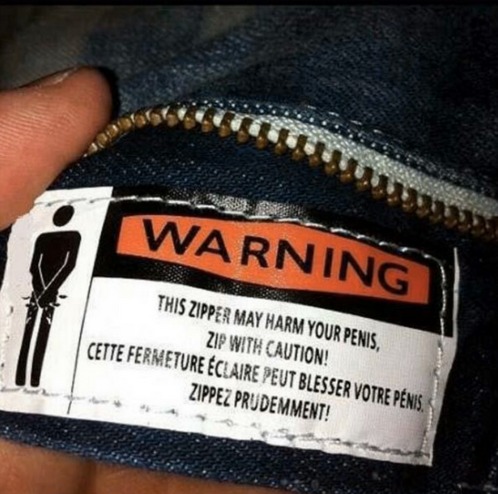 WARNING
THIS ZIPPER MAY HARM YOUR PENIS,
ZIP WITH CAUTION!
CETTE FERMETURE ÉCLAIRE PEUT BLESSER VOTRE PÉNIS,
ZIPPEZ PRUDEMMENT!